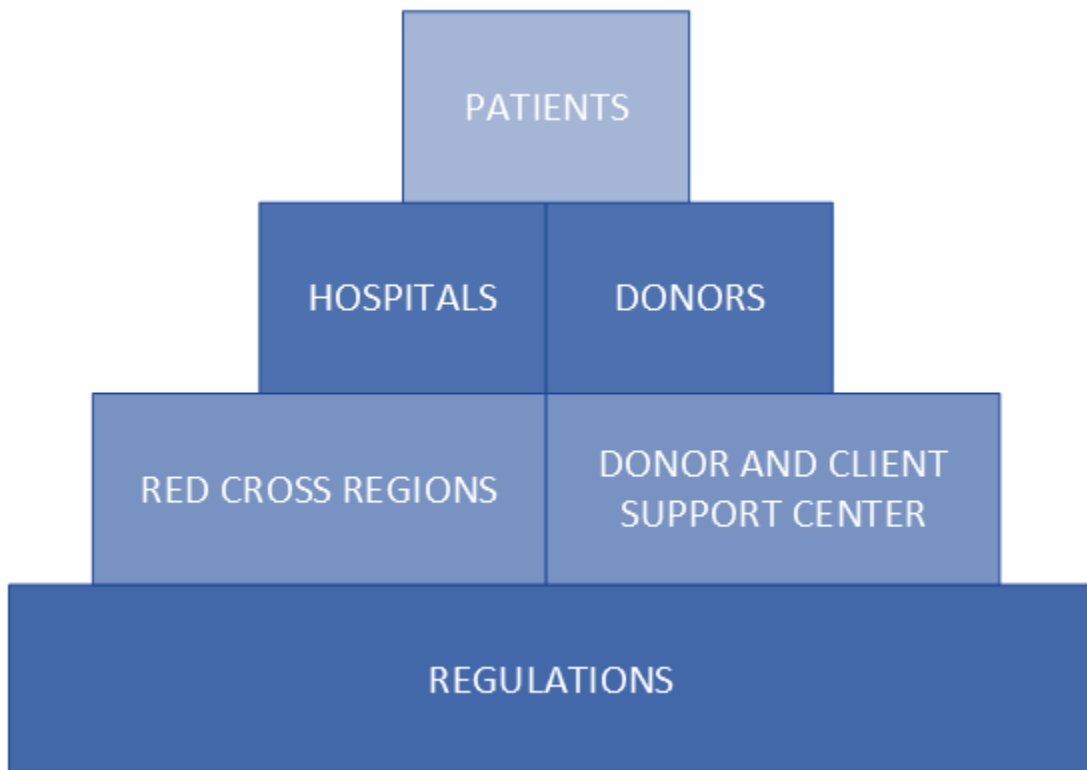 PATIENTS
HOSPITALS
DONORS
RED CROSS REGIONS
DONOR AND CLIENT
SUPPORT CENTER
REGULATIONS